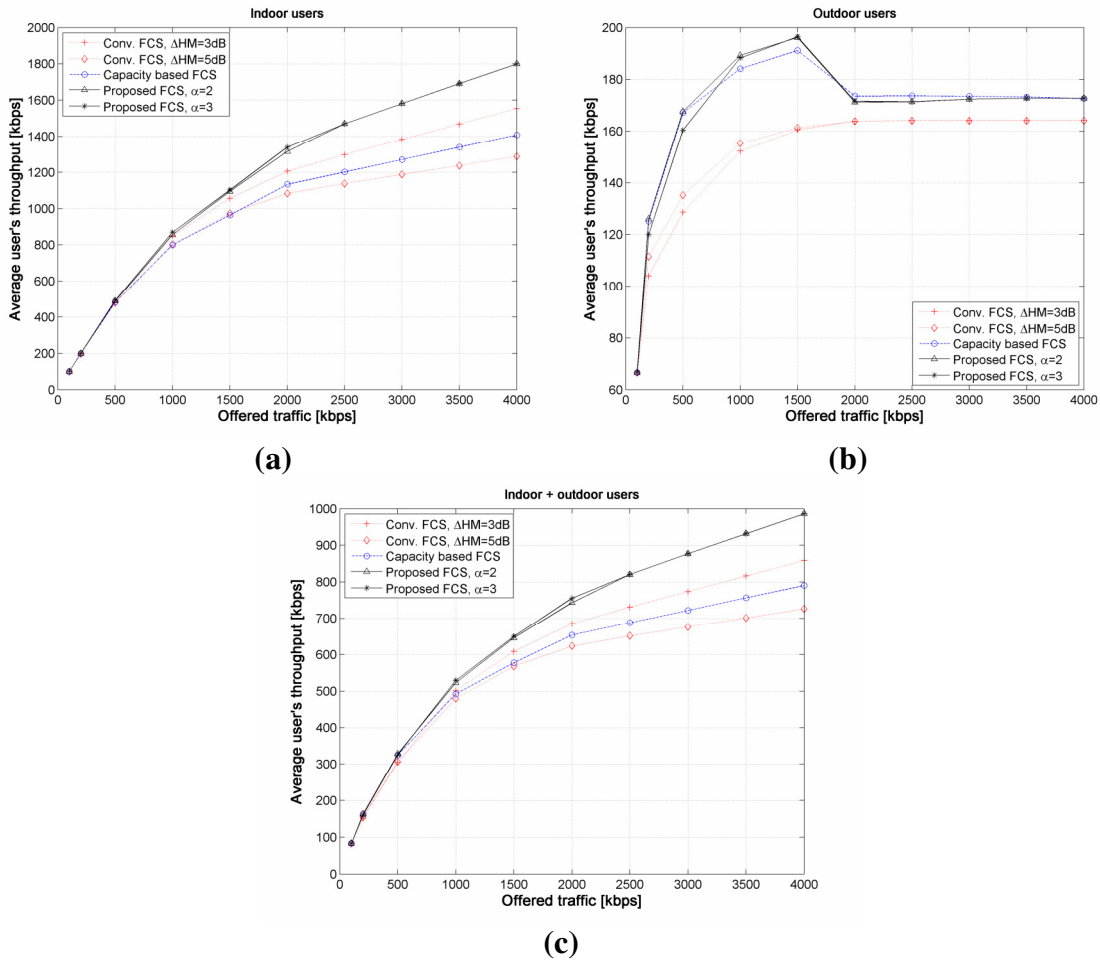 Indoor users
Conv. FCS, ΔHM=3dB
Conv. FCS, ΔHM=5dB
Capacity based FCS
Proposed FCS, α=2
Proposed FCS, α=3
2000
1800
1600
1400
1200
1000
800
600
400
200
0
0 500 1000 1500 2000 2500 3000 3500 4000
Average user's throughput [kbps]
Offered traffic [kbps]
(a)
Outdoor users
200
180
160
140
120
100
80
60
Conv. FCS, ΔHM=3dB
Conv. FCS, ΔHM=5dB
Capacity based FCS
Proposed FCS, α=2
Proposed FCS, α=3
0 500 1000 1500 2000 2500 3000 3500 4000
Average user's throughput [kbps]
Offered traffic [kbps]
(b)
Indoor + outdoor users
Conv. FCS, ΔHM=3dB
Conv. FCS, ΔHM=5dB
Capacity based FCS
Proposed FCS, α=2
Proposed FCS, α=3
1000
900
800
700
600
500
400
300
200
100
0
0 500 1000 1500 2000 2500 3000 3500 4000
Average user's throughput [kbps]
Offered traffic [kbps]
(c)